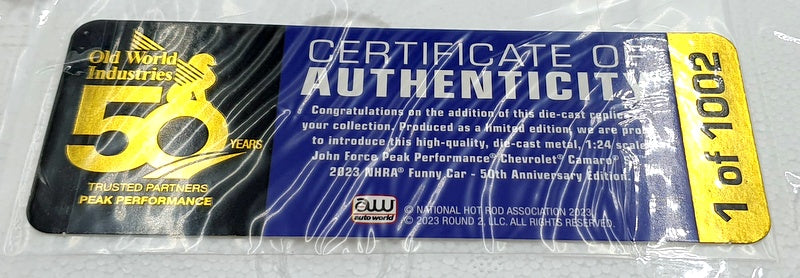 Old World
Industries
50
YEARS
TRUSTED PARTNERS
PEAK PERFORMANCE
CERTIFICATE OF
AUTHENTICITY
Congratulations on the addition of this die-cast replica
your collection. Produced as a limited edition, we are
to introduce this high-quality, die-cast metal, 1:24 scale
John Force Peak Performance® Chevrolet® Camaro®
2023 NHRA® Funny Car - 50th Anniversary Edition.
aw
auto world
© NATIONAL HOT ROD ASSOCIATION 2023.
© 2023 ROUND 2, LLC. ALL RIGHTS RESERVED.
1 of 1002